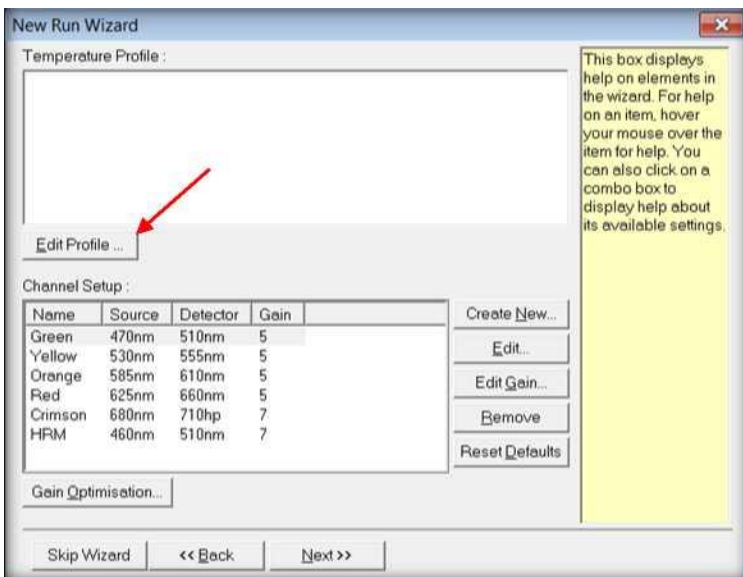 New Run Wizard
Temperature Profile :
This box displays
help on elements in
the wizard. For help
on an item, hover
your mouse over the
item for help. You
can also click on a
combo box to
display help about
its available settings.
Edit Profile ...
Channel Setup :
Name Source Detector Gain
Green 470nm 510nm 5
Yellow 530nm 555nm 5
Orange 585nm 610nm 5
Red 625nm 660nm 5
Crimson 680nm 710hp 7
HRM 460nm 510nm 7
Create New...
Edit...
Edit Gain...
Remove
Reset Defaults
Gain Optimisation...
Skip Wizard
<< Back
Next >>